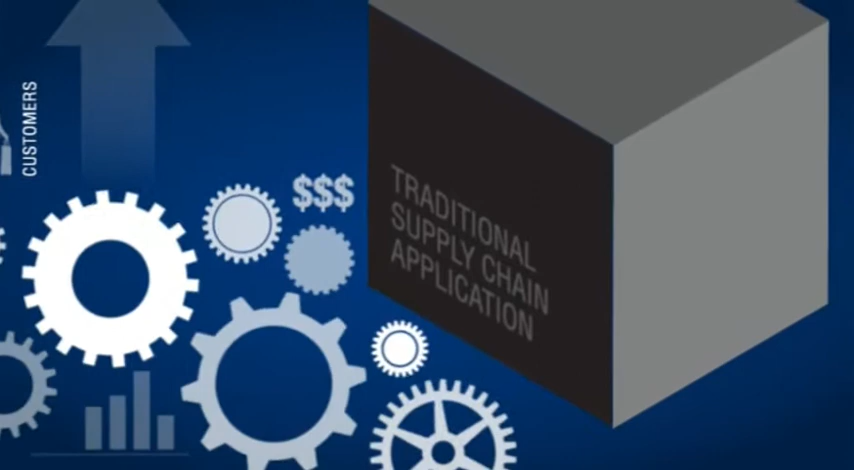 CUSTOMERS
$$$
TRADITIONAL
SUPPLY CHAIN
APPLICATION